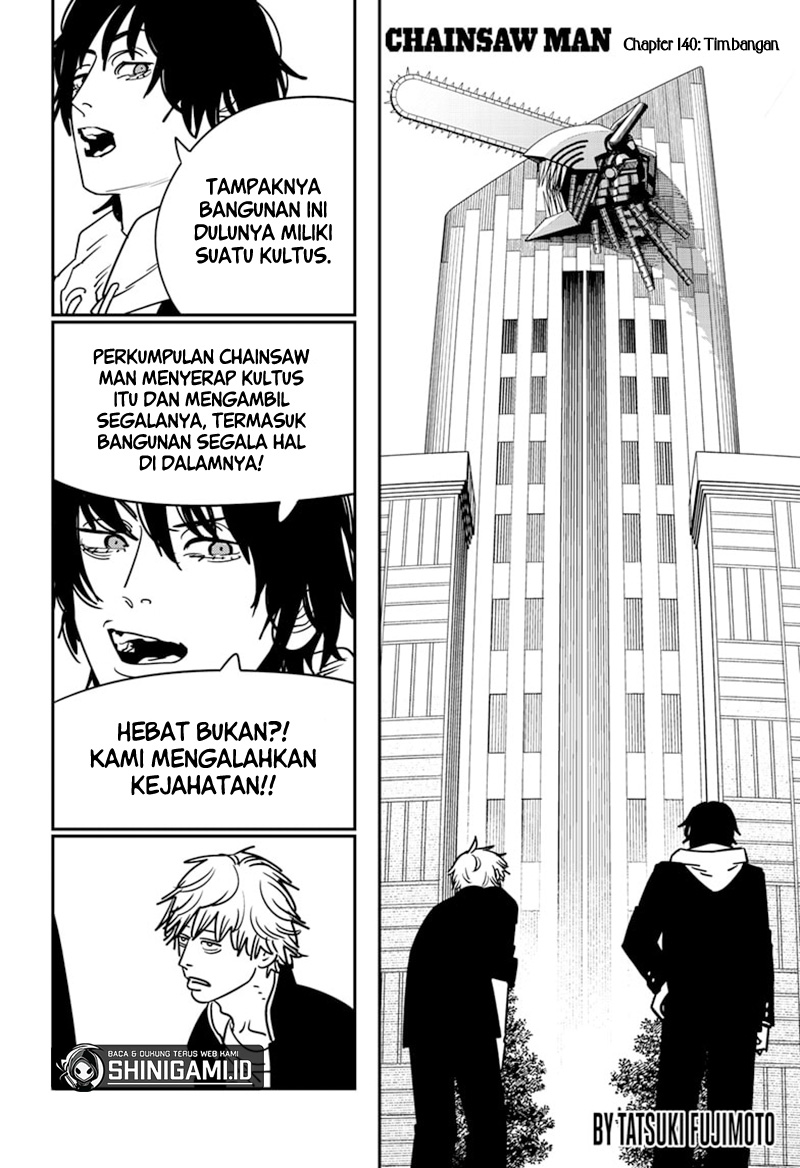 CHAINSAW MAN Chapter 140: Timbangan
TAMPAKNYA
BANGUNAN INI
DULUNYA MILIKI
SUATU KULTUS.
PERKUMPULAN CHAINSAW
MAN MENYERAP KULTUS
ITU DAN MENGAMBIL
SEGALANYA, TERMASUK
BANGUNAN SEGALA HAL
DI DALAMNYA!
HEBAT BUKAN?!
KAMI MENGALAHKAN
KEJAHATAN!!
BACA & DUKUNG TERUS WEB KAMI
SHINIGAMI.ID
BY TATSUKI FUJIMOTO